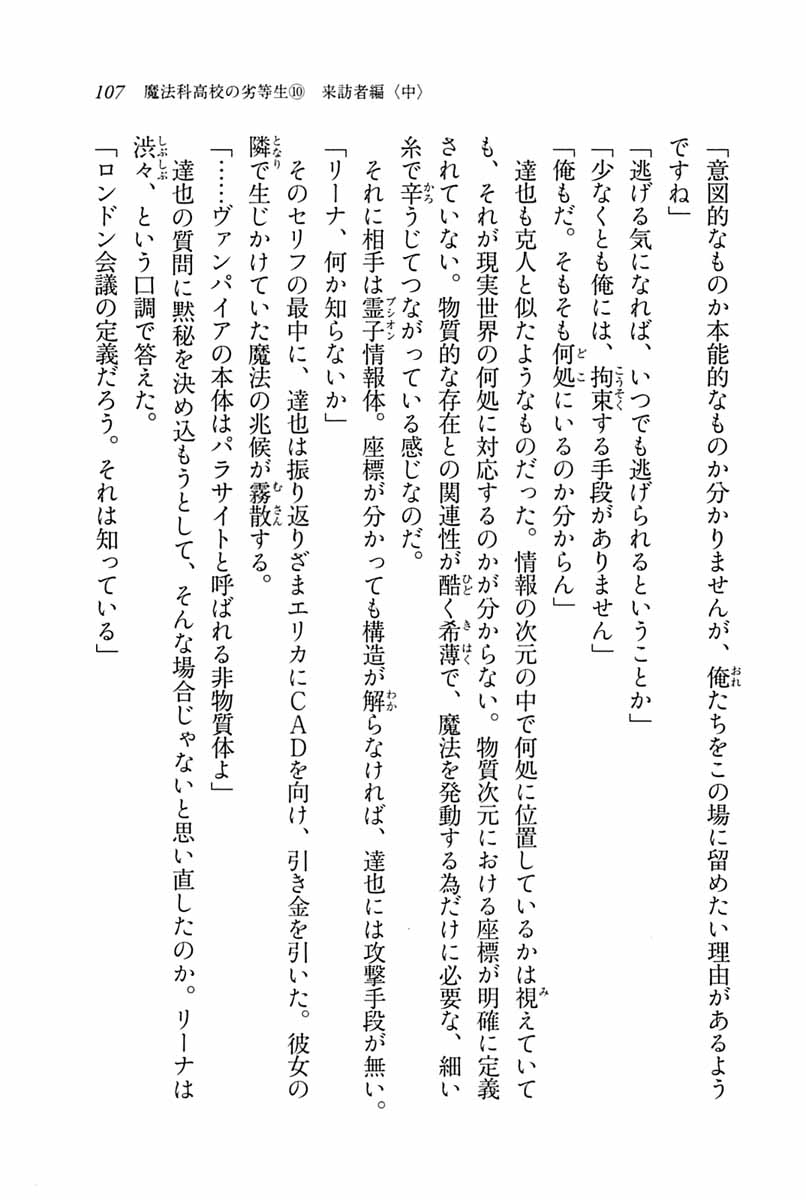 107　魔法科高校の劣等生⑩　来訪者編〈中〉
「意図的なものか本能的なものか分かりませんが、俺たちをこの場に留めたい理由があるよう
ですね」
「逃げる気になれば、いつでも逃げられるということか」
「少なくとも俺には、拘束する手段がありません」
「俺もだ。そもそも何処にいるのか分からん」
　達也も克人と似たようなものだった。情報の次元の中で何処に位置しているかは視えていて
も、それが現実世界の何処に対応するのかが分からない。物質次元における座標が明確に定義
されていない。物質的な存在との関連性が酷く希薄で、魔法を発動する為だけに必要な、細い
糸で辛うじてつながっている感じなのだ。
　それに相手は霊子情報体。座標が分かっても構造が解らなければ、達也には攻撃手段が無い。
「リーナ、何か知らないか」
　そのセリフの最中に、達也は振り返りざまエリカにＣＡＤを向け、引き金を引いた。彼女の
隣で生じかけていた魔法の兆候が霧散する。
「……ヴァンパイアの本体はパラサイトと呼ばれる非物質体よ」
　達也の質問に黙秘を決め込もうとして、そんな場合じゃないと思い直したのか。リーナは
渋々、という口調で答えた。
「ロンドン会議の定義だろう。それは知っている」